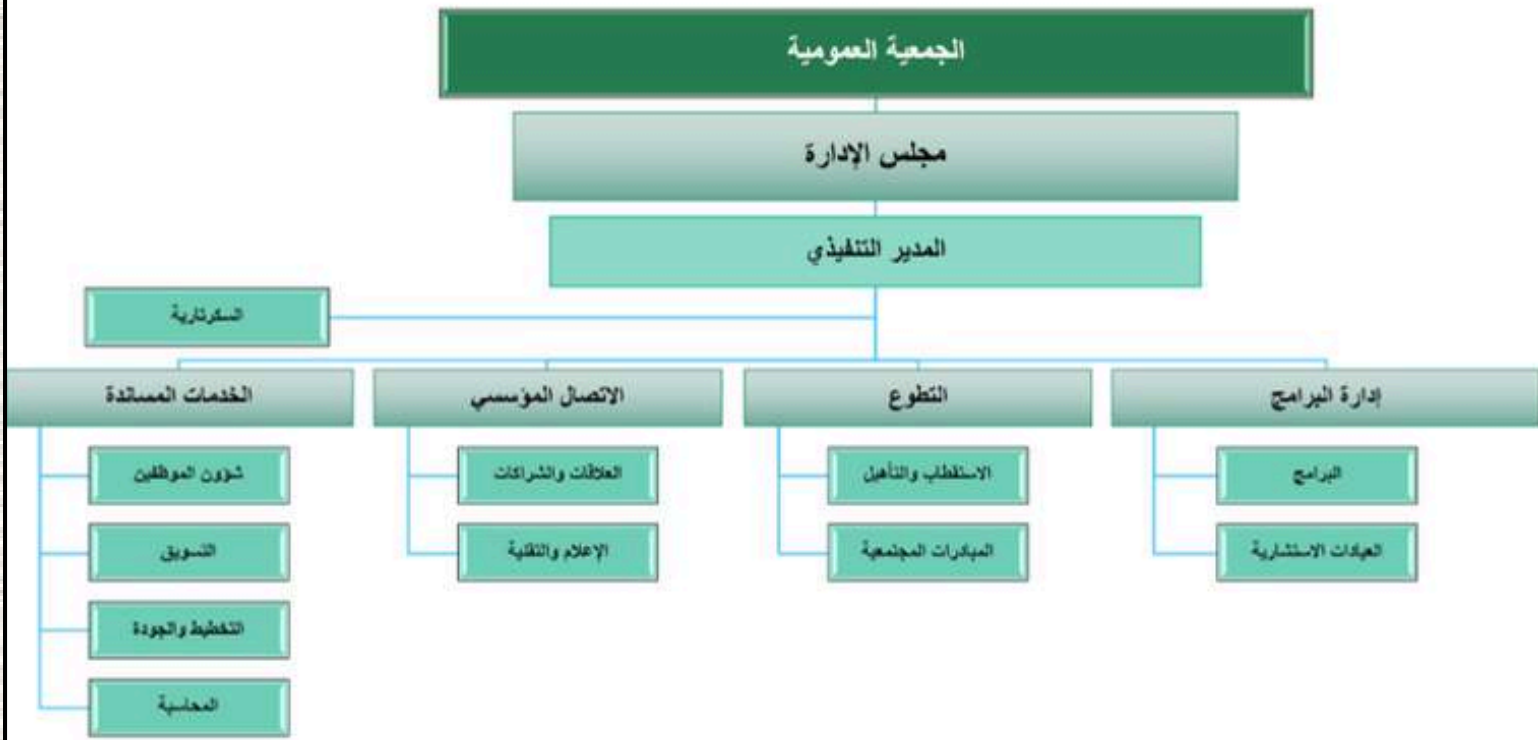 الجمعية العمومية
مجلس الإدارة
المدير التنفيذي
السكرتارية
إدارة البرامج
التطوع
الاتصال المؤسسي
الخدمات المساندة
البرامج
الاستقطاب والتأهيل
العلاقات والشراكات
شؤون الموظفين
العيادات الاستشارية
المبادرات المجتمعية
الإعلام والتقنية
التسويق
التخطيط والجودة
المحاسبة